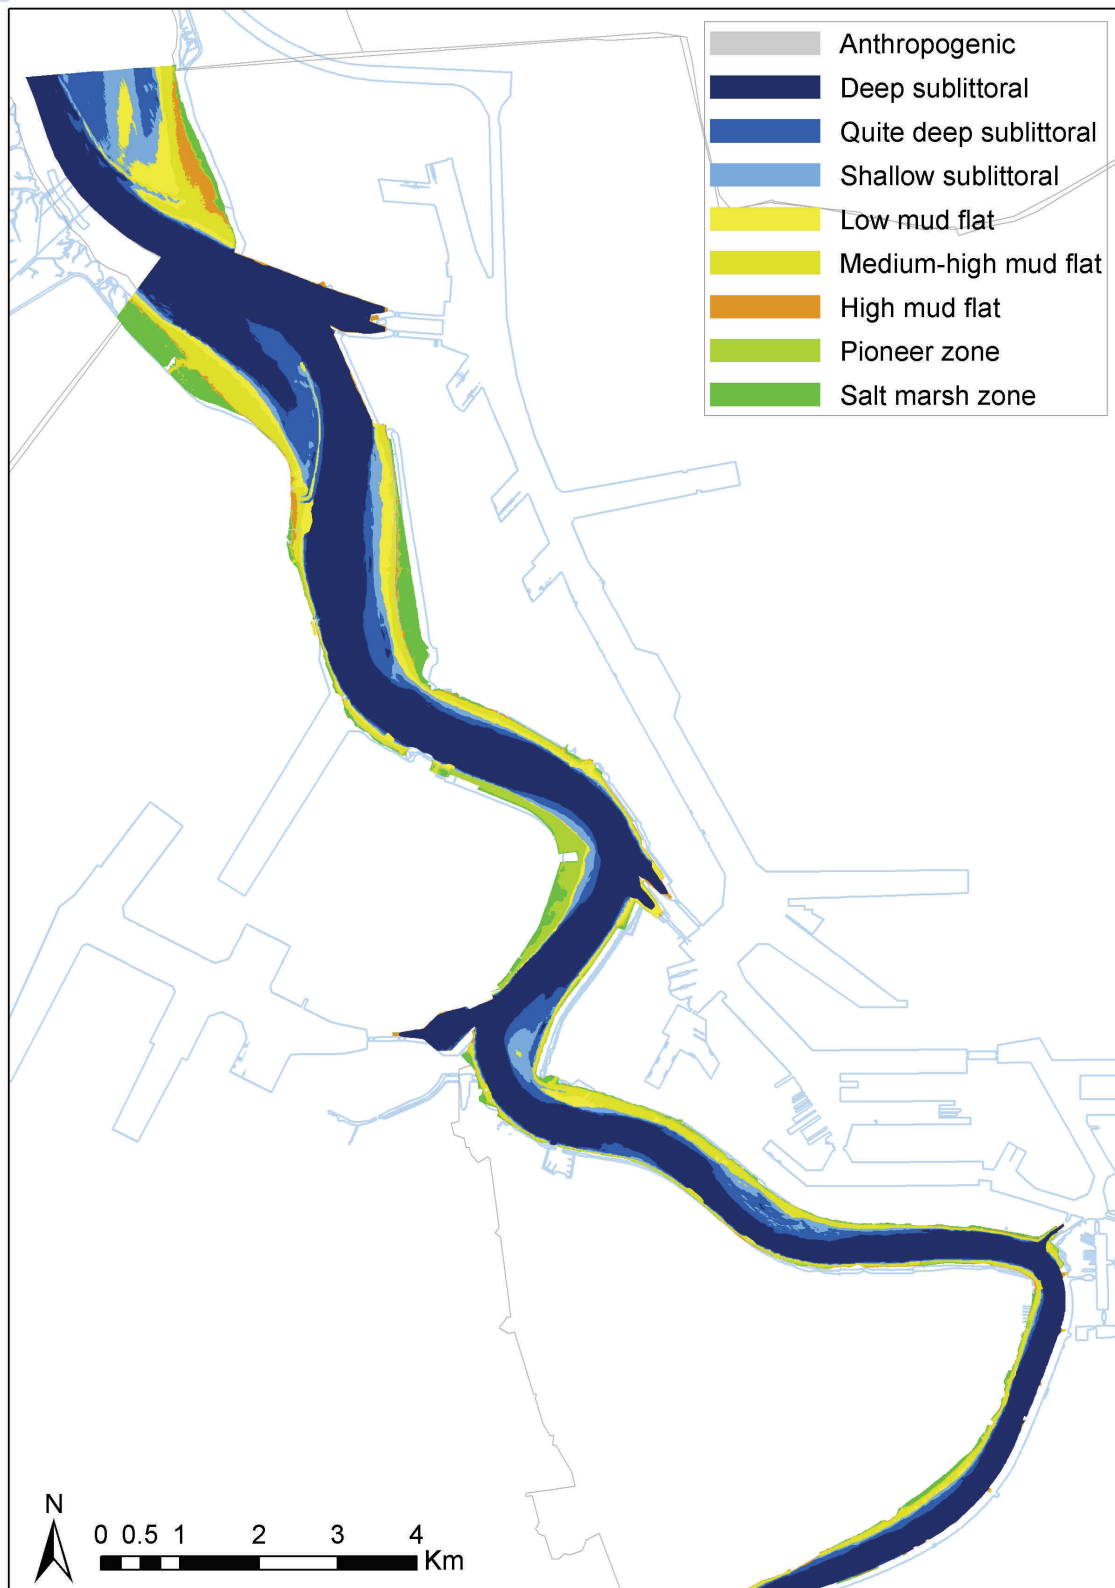 Anthropogenic
Deep sublittoral
Quite deep sublittoral
Shallow sublittoral
Low mud flat
Medium-high mud flat
High mud flat
Pioneer zone
Salt marsh zone
N
0 0.5 1 2 3 4
Km